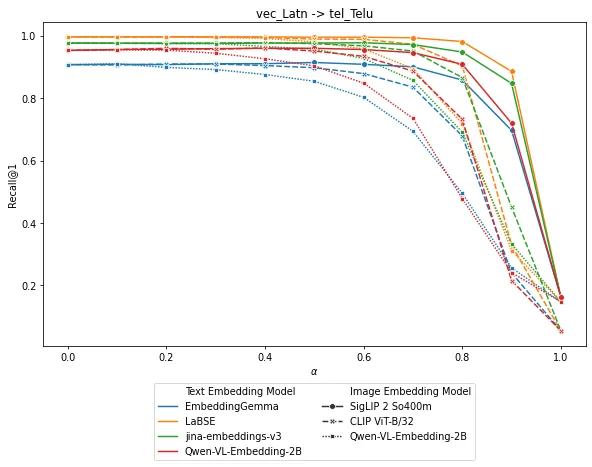 vec_Latn -> tel_Telu
Recall@1
1.0
0.8
0.6
0.4
0.2
0.0 0.2 0.4 0.6 0.8 1.0
α
Text Embedding Model
EmbeddingGemma
LaBSE
jina-embeddings-v3
Qwen-VL-Embedding-2B
Image Embedding Model
SigLIP 2 So400m
CLIP ViT-B/32
Qwen-VL-Embedding-2B